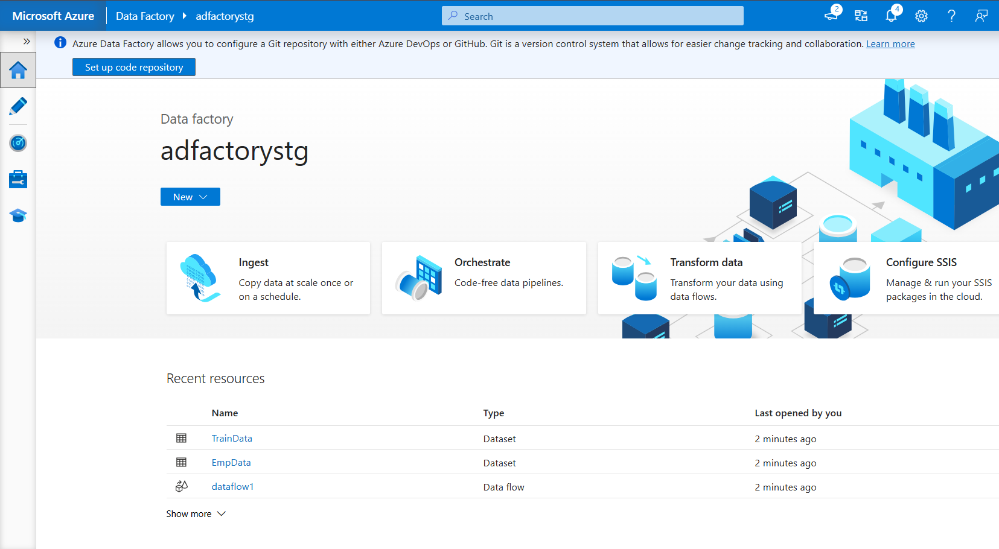 Microsoft Azure
Data Factory
adfactorystg
Search
2
4
?
Azure Data Factory allows you to configure a Git repository with either Azure DevOps or GitHub. Git is a version control system that allows for easier change tracking and collaboration. Learn more
Set up code repository
Data factory
adfactorystg
New
Ingest
Copy data at scale once or
on a schedule.
Orchestrate
Code-free data pipelines.
Transform data
Transform your data using
data flows.
Configure SSIS
Manage & run your SSIS
packages in the cloud.
Recent resources
Name Type Last opened by you
TrainData Dataset 2 minutes ago
EmpData Dataset 2 minutes ago
dataflow1 Data flow 2 minutes ago
Show more